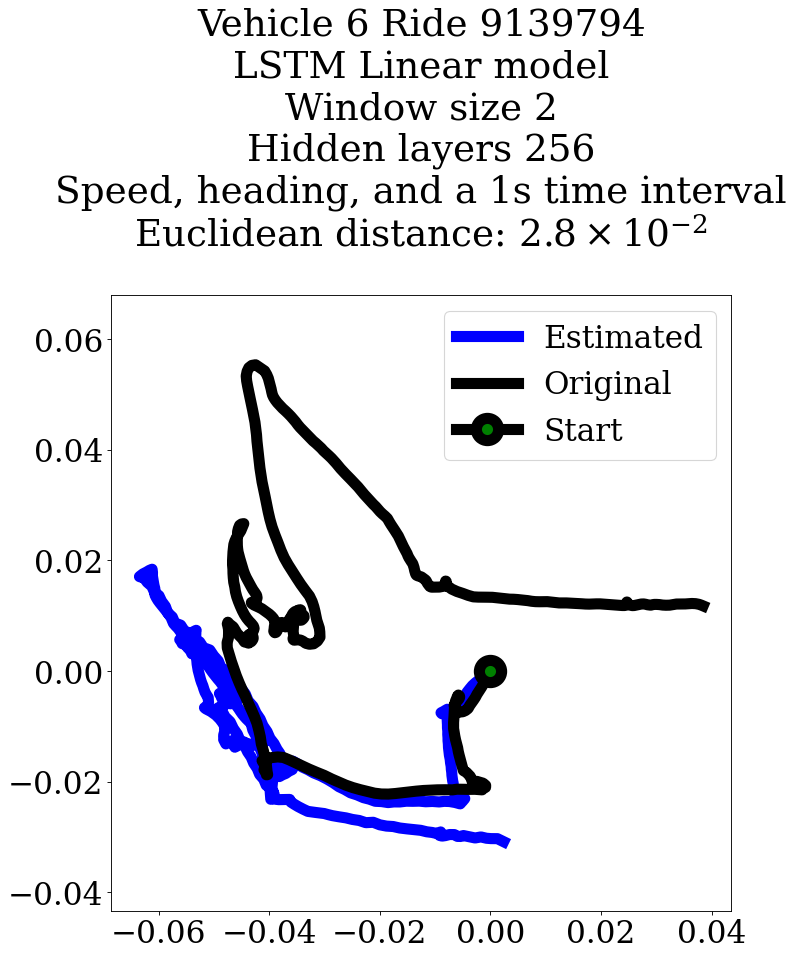 Vehicle 6 Ride 9139794
LSTM Linear model
Window size 2
Hidden layers 256
Speed, heading, and a 1s time interval
Euclidean distance: 2.8 × 10⁻²
Estimated
Original
Start
0.06
0.04
0.02
0.00
−0.02
−0.04
−0.06 −0.04 −0.02 0.00 0.02 0.04